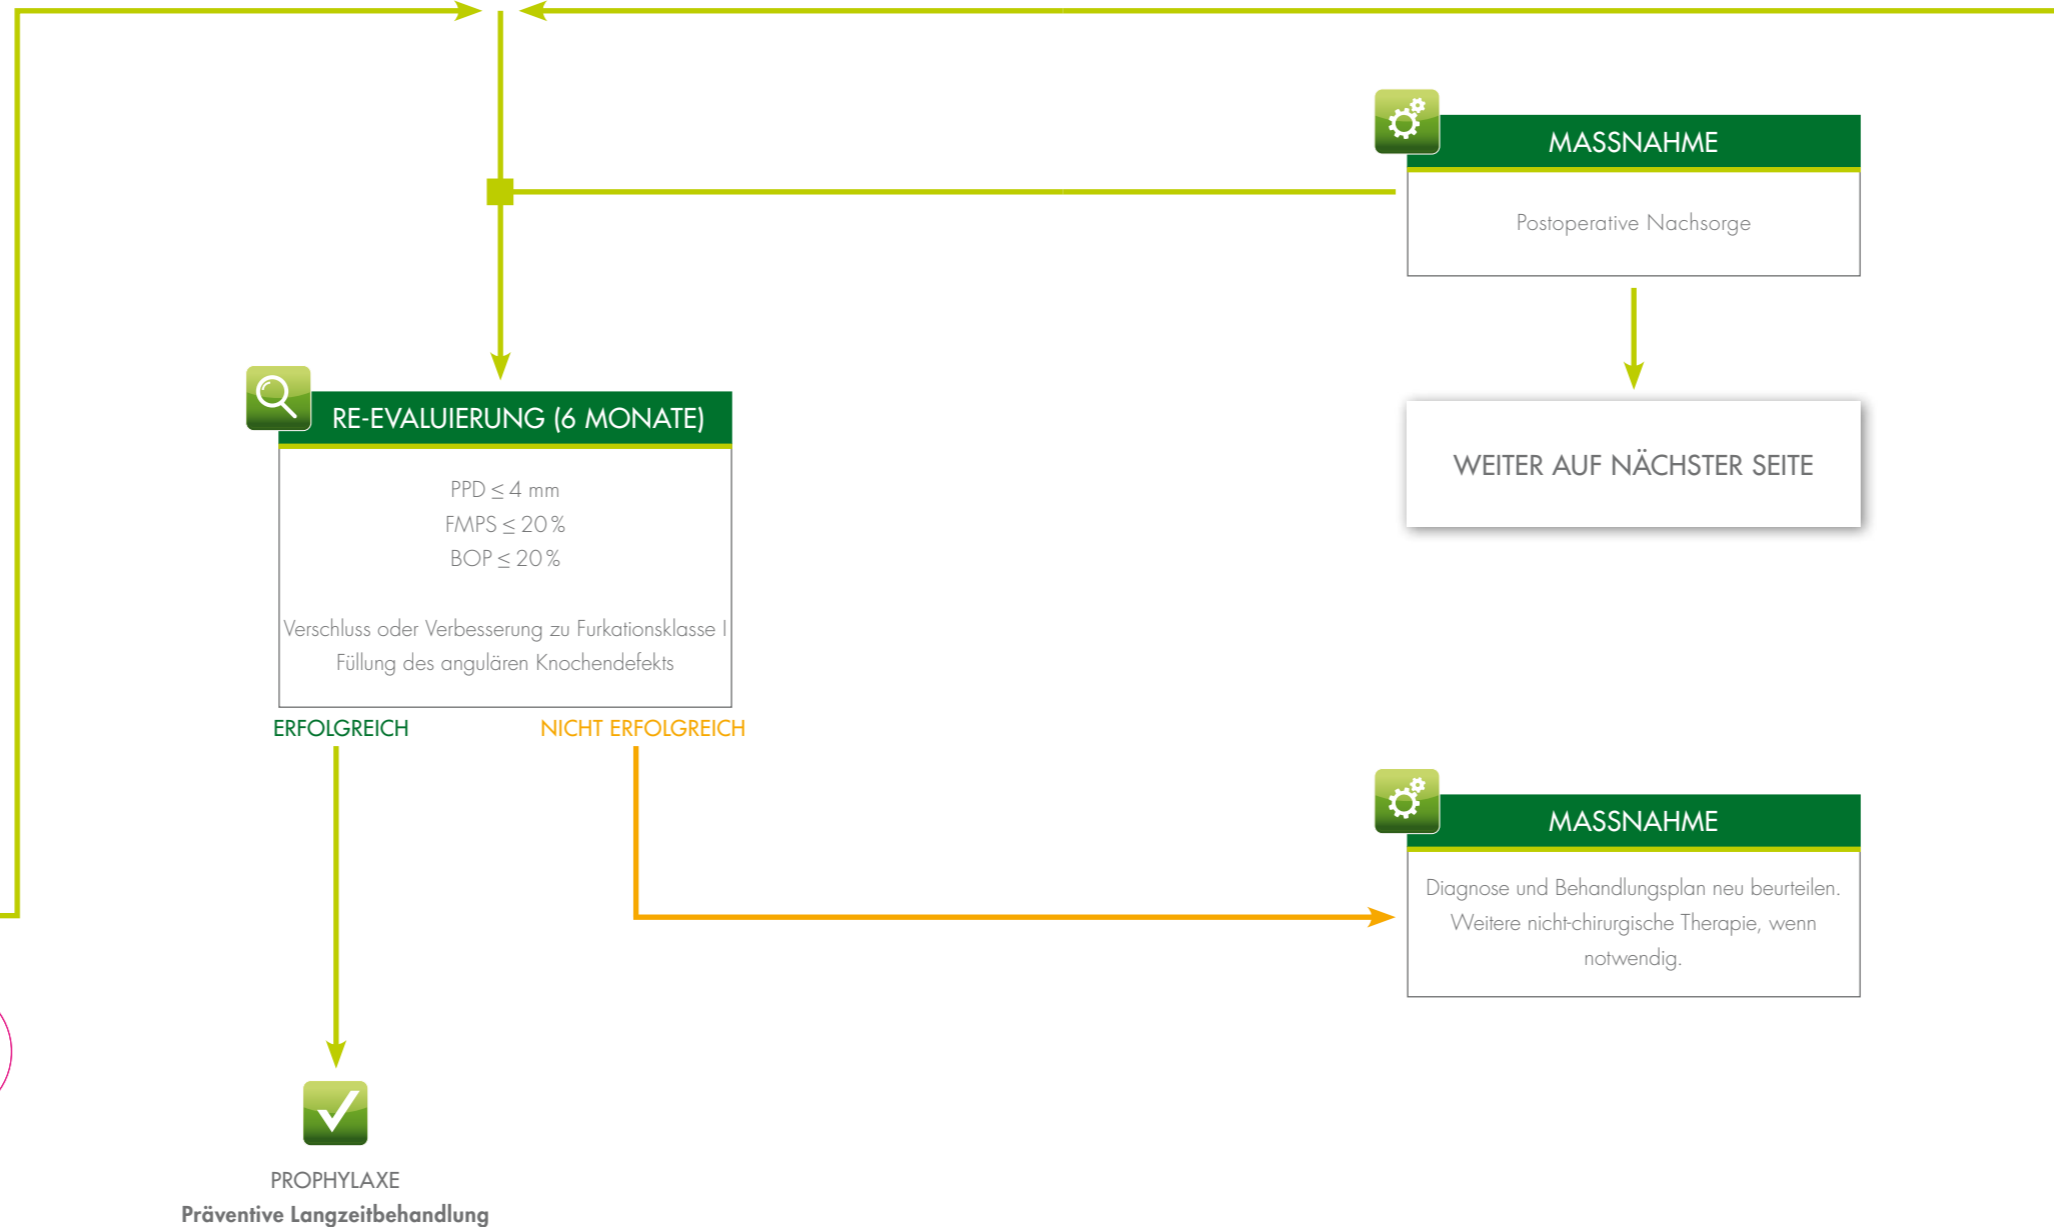 MASSNAHME
Postoperative Nachsorge
WEITER AUF NÄCHSTER SEITE
RE-EVALUIERUNG (6 MONATE)
PPD ≤ 4 mm
FMPS ≤ 20 %
BOP ≤ 20 %
Verschluss oder Verbesserung zu Furkationsklasse I
Füllung des angulären Knochendefekts
ERFOLGREICH
NICHT ERFOLGREICH
MASSNAHME
Diagnose und Behandlungsplan neu beurteilen.
Weitere nicht-chirurgische Therapie, wenn
notwendig.
PROPHYLAXE
Präventive Langzeitbehandlung